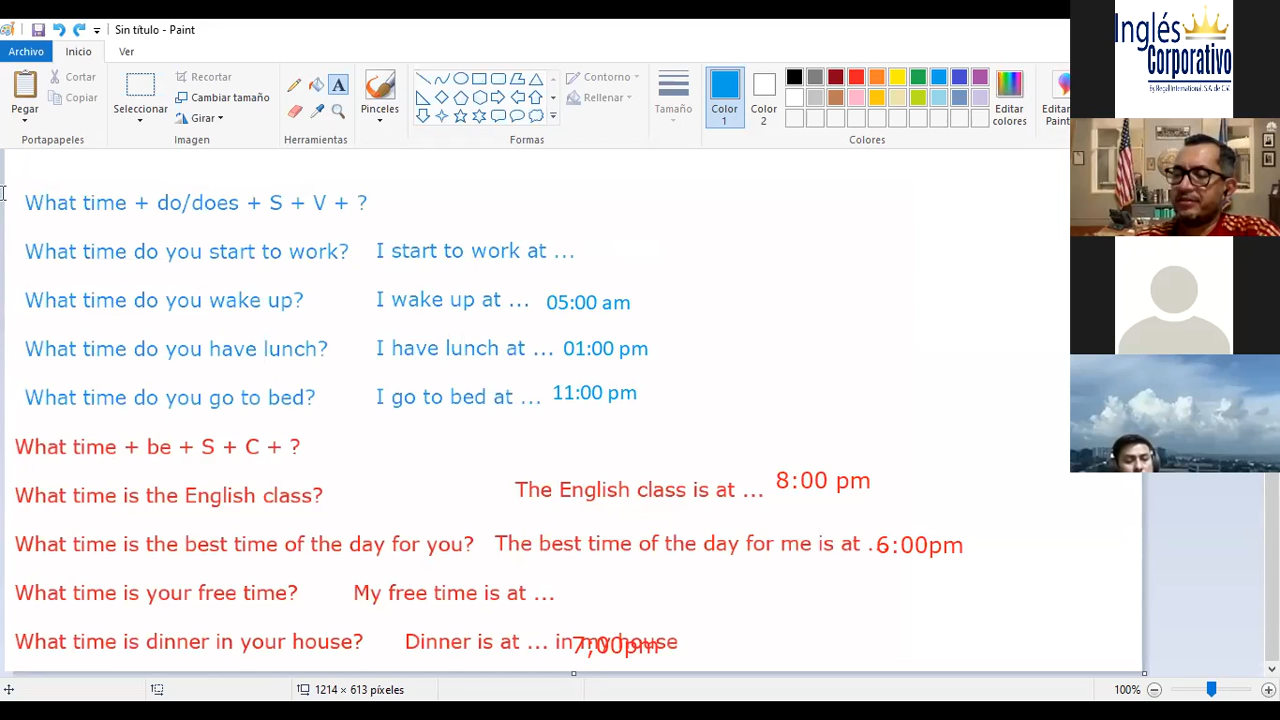 Sin título - Paint
Archivo Inicio Ver
Pegar
Cortar
Copiar
Portapapeles
Seleccionar
Recortar
Cambiar tamaño
Girar
Imagen
A
Herramientas
Pinceles
Contorno
Rellenar
Formas
Tamaño
Color 1
Color 2
Editar colores
Editar
Paint
Colores
Inglés
Corporativo
What time + do/does + S + V + ?
What time do you start to work? I start to work at ...
What time do you wake up? I wake up at ... 05:00 am
What time do you have lunch? I have lunch at ... 01:00 pm
What time do you go to bed? I go to bed at ... 11:00 pm
What time + be + S + C + ?
What time is the English class? The English class is at ... 8:00 pm
What time is the best time of the day for you? The best time of the day for me is at ... 6:00pm
What time is your free time? My free time is at ...
What time is dinner in your house? Dinner is at ... in my house 7;00pm
1214 × 613 píxeles
100%